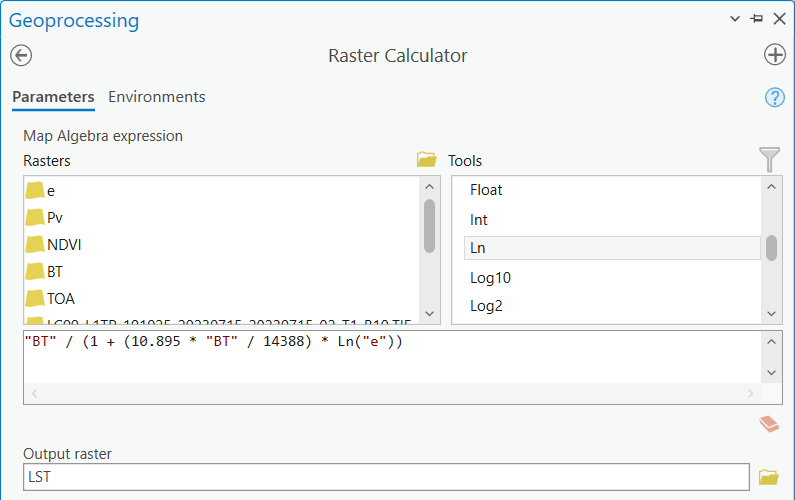 Geoprocessing
Raster Calculator
Parameters Environments
Map Algebra expression
Rasters
Tools
e
Pv
NDVI
BT
TOA
Float
Int
Ln
Log10
Log2
"BT" / (1 + (10.895 * "BT" / 14388) * Ln("e"))
Output raster
LST